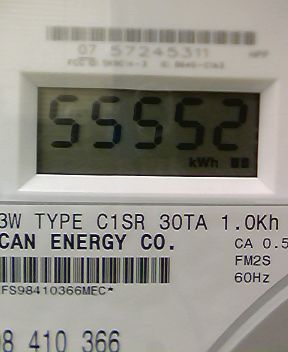 07 57245311
55552
kWh
3W TYPE C1SR 30TA 1.0Kh
CAN ENERGY CO.
CA 0.5
FM2S
60Hz
FS98410366MEC*
98 410 366